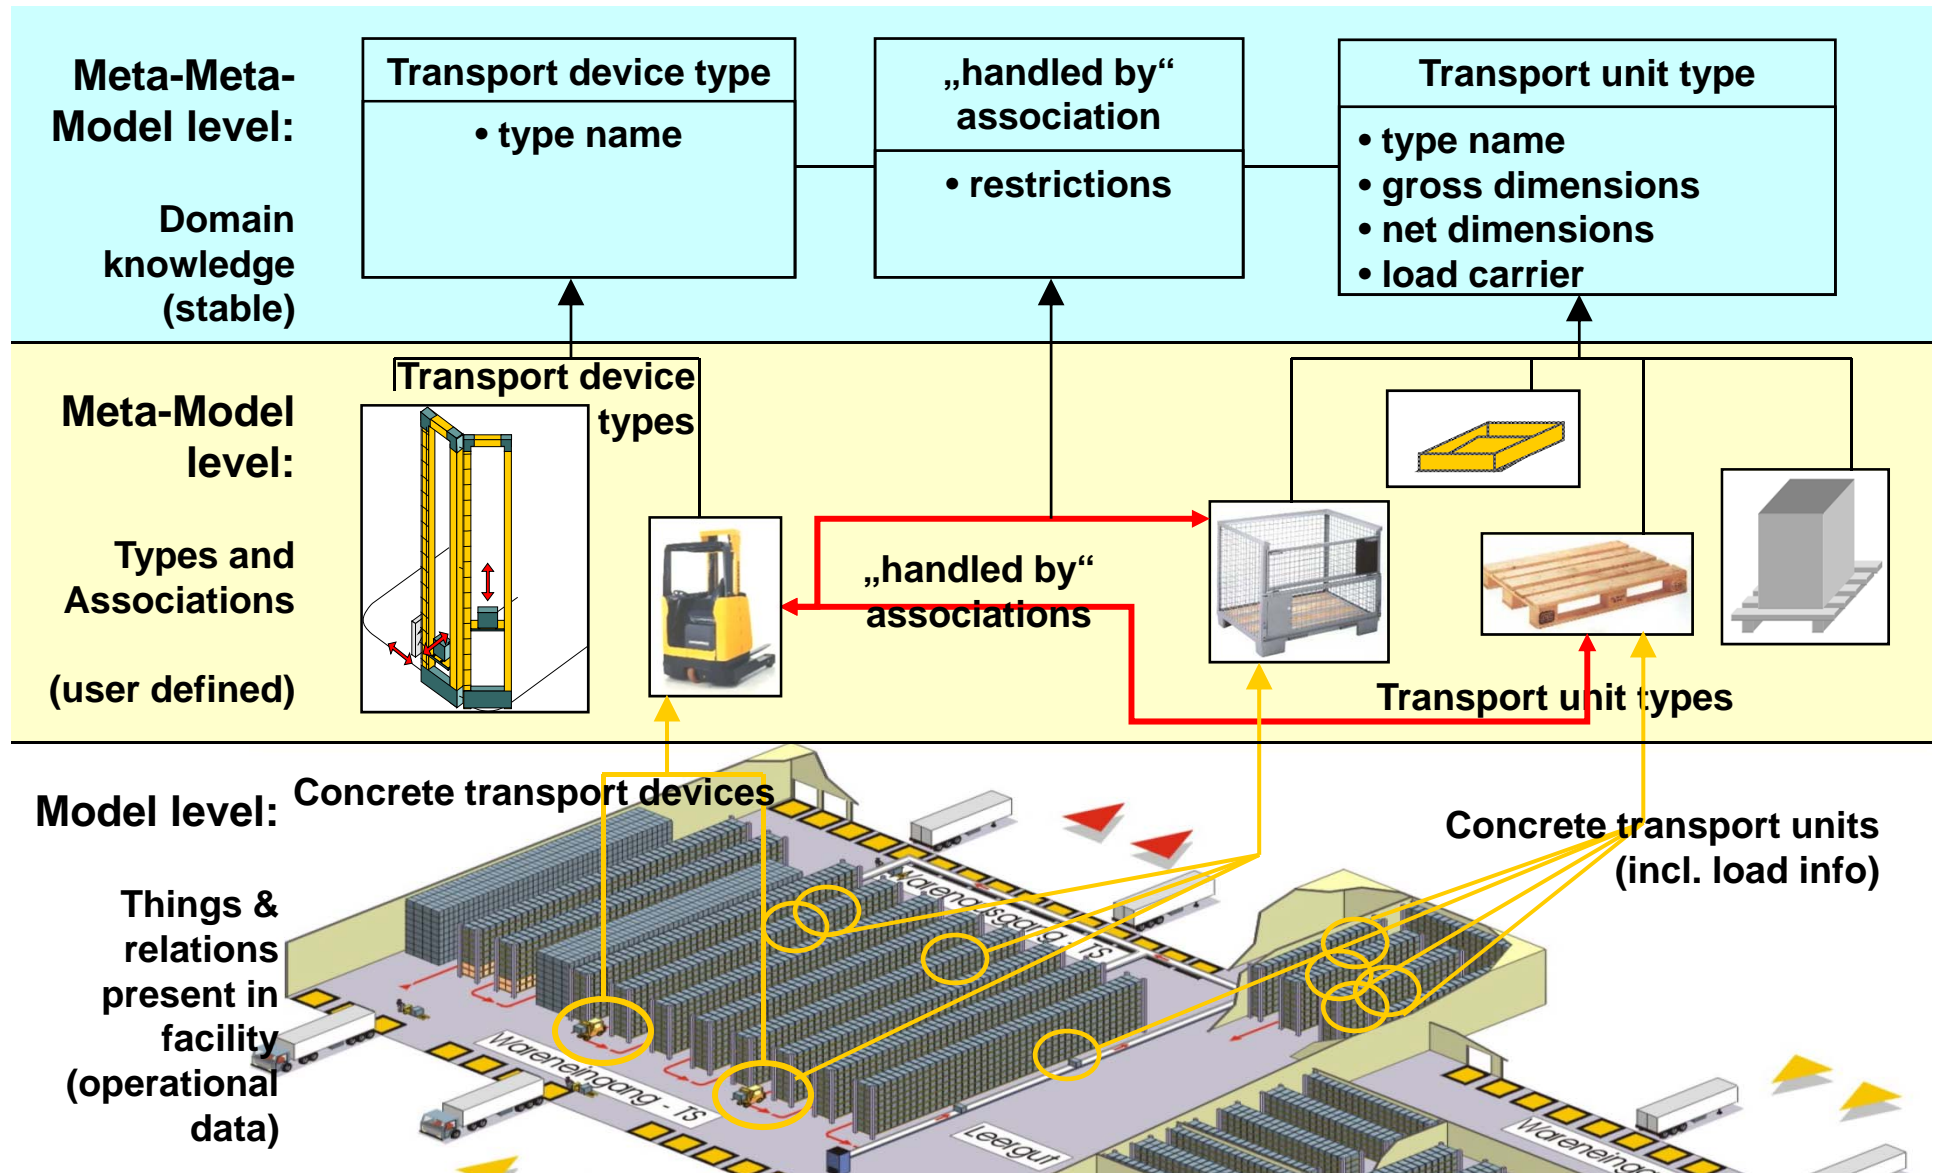 Meta-Meta-
Model level:
Domain
knowledge
(stable)
Transport device type
• type name
„handled by“
association
• restrictions
Transport unit type
• type name
• gross dimensions
• net dimensions
• load carrier
Meta-Model
level:
Types and
Associations
(user defined)
Transport device
types
„handled by“
associations
Transport unit types
Model level:
Things &
relations
present in
facility
(operational
data)
Concrete transport devices
Concrete transport units
(incl. load info)
Warenausgang - TS
Wareneingang - TS
Leergut